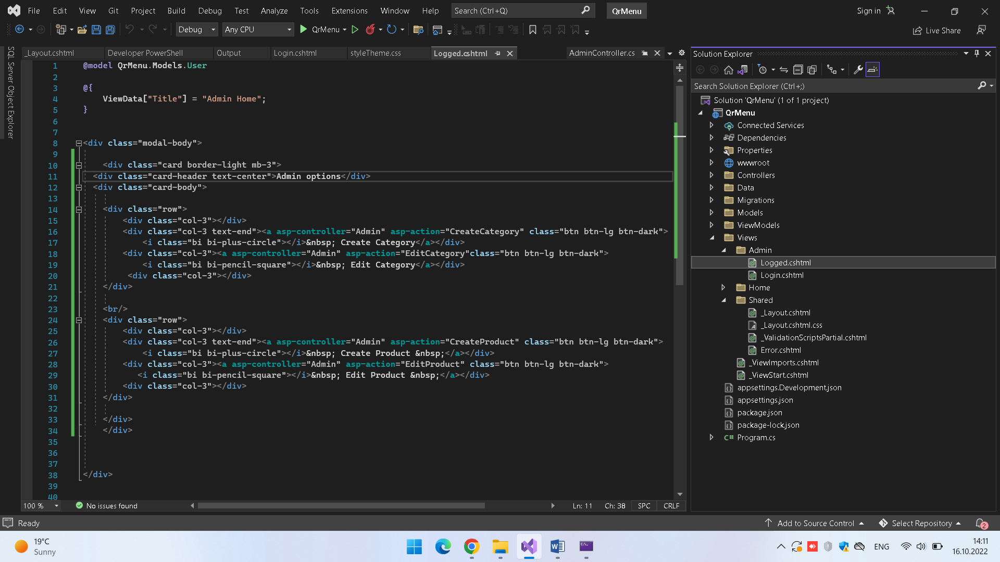 File Edit View Git Project Build Debug Test Analyze Tools Extensions Window Help Search (Ctrl+Q) QrMenu Sign in
Debug Any CPU QrMenu Live Share
SQL Server Object Explorer
_Layout.cshtml Developer PowerShell Output Login.cshtml styleTheme.css Logged.cshtml AdminController.cs
1 @model QrMenu.Models.User
2
3 @{
4 ViewData["Title"] = "Admin Home";
5 }
6
7
8 <div class="modal-body">
9
10 <div class="card border-light mb-3">
11 <div class="card-header text-center">Admin options</div>
12 <div class="card-body">
13
14 <div class="row">
15 <div class="col-3"></div>
16 <div class="col-3 text-end"><a asp-controller="Admin" asp-action="CreateCategory" class="btn btn-lg btn-dark">
17 <i class="bi bi-plus-circle"></i>&nbsp; Create Category</a></div>
18 <div class="col-3"><a asp-controller="Admin" asp-action="EditCategory"class="btn btn-lg btn-dark">
19 <i class="bi bi-pencil-square"></i>&nbsp; Edit Category</a></div>
20 <div class="col-3"></div>
21 </div>
22
23 <br/>
24 <div class="row">
25 <div class="col-3"></div>
26 <div class="col-3 text-end"><a asp-controller="Admin" asp-action="CreateProduct" class="btn btn-lg btn-dark">
27 <i class="bi bi-plus-circle"></i>&nbsp; Create Product &nbsp;</a></div>
28 <div class="col-3"><a asp-controller="Admin" asp-action="EditProduct" class="btn btn-lg btn-dark">
29 <i class="bi bi-pencil-square"></i>&nbsp; Edit Product &nbsp;</a></div>
30 <div class="col-3"></div>
31 </div>
32
33 </div>
34 </div>
35
36
37
38 </div>
39
40
100 % No issues found Ln: 11 Ch: 38 SPC CRLF
Solution Explorer
Search Solution Explorer (Ctrl+;)
Solution 'QrMenu' (1 of 1 project)
QrMenu
Connected Services
Dependencies
Properties
wwwroot
Controllers
Data
Migrations
Models
ViewModels
Views
Admin
Logged.cshtml
Login.cshtml
Home
Shared
_Layout.cshtml
_Layout.cshtml.css
_ValidationScriptsPartial.cshtml
Error.cshtml
_ViewImports.cshtml
_ViewStart.cshtml
appsettings.Development.json
appsettings.json
package.json
package-lock.json
C# Program.cs
Ready Add to Source Control Select Repository 2
19°C
Sunny
ENG
14:11
16.10.2022